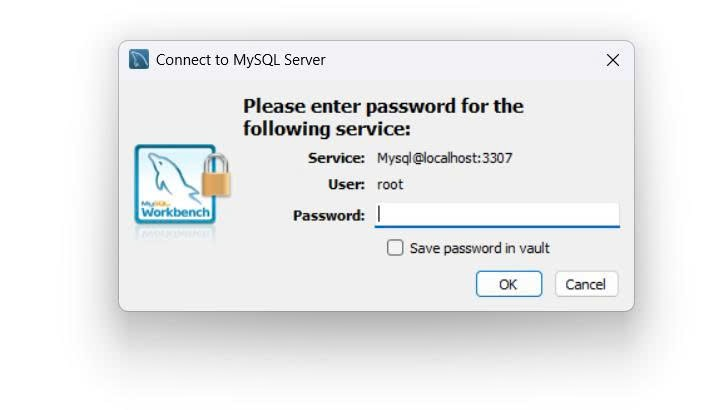 Connect to MySQL Server
Please enter password for the
following service:
MySQL
Workbench
Service: Mysql@localhost:3307
User: root
Password:
Save password in vault
OK Cancel